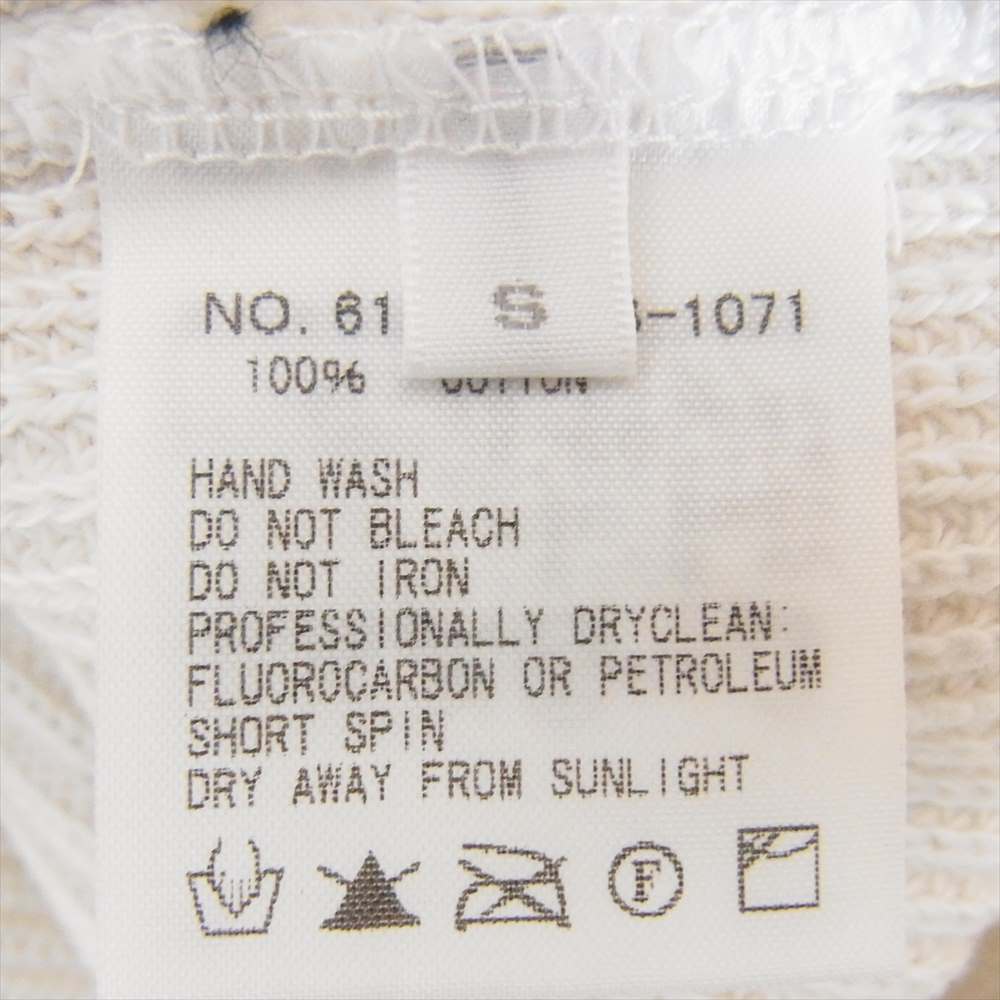 S
NO. 61 -1071
100% COTTON
HAND WASH
DO NOT BLEACH
DO NOT IRON
PROFESSIONALLY DRYCLEAN:
FLUOROCARBON OR PETROLEUM
SHORT SPIN
DRY AWAY FROM SUNLIGHT
F